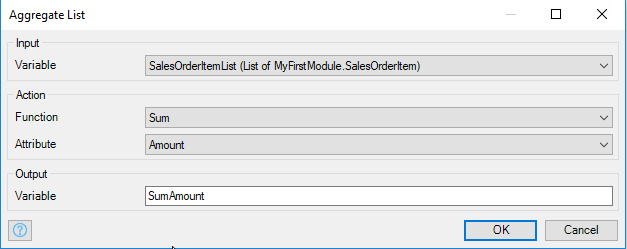 Aggregate List
Input
Variable SalesOrderItemList (List of MyFirstModule.SalesOrderItem)
Action
Function Sum
Attribute Amount
Output
Variable SumAmount
? OK Cancel